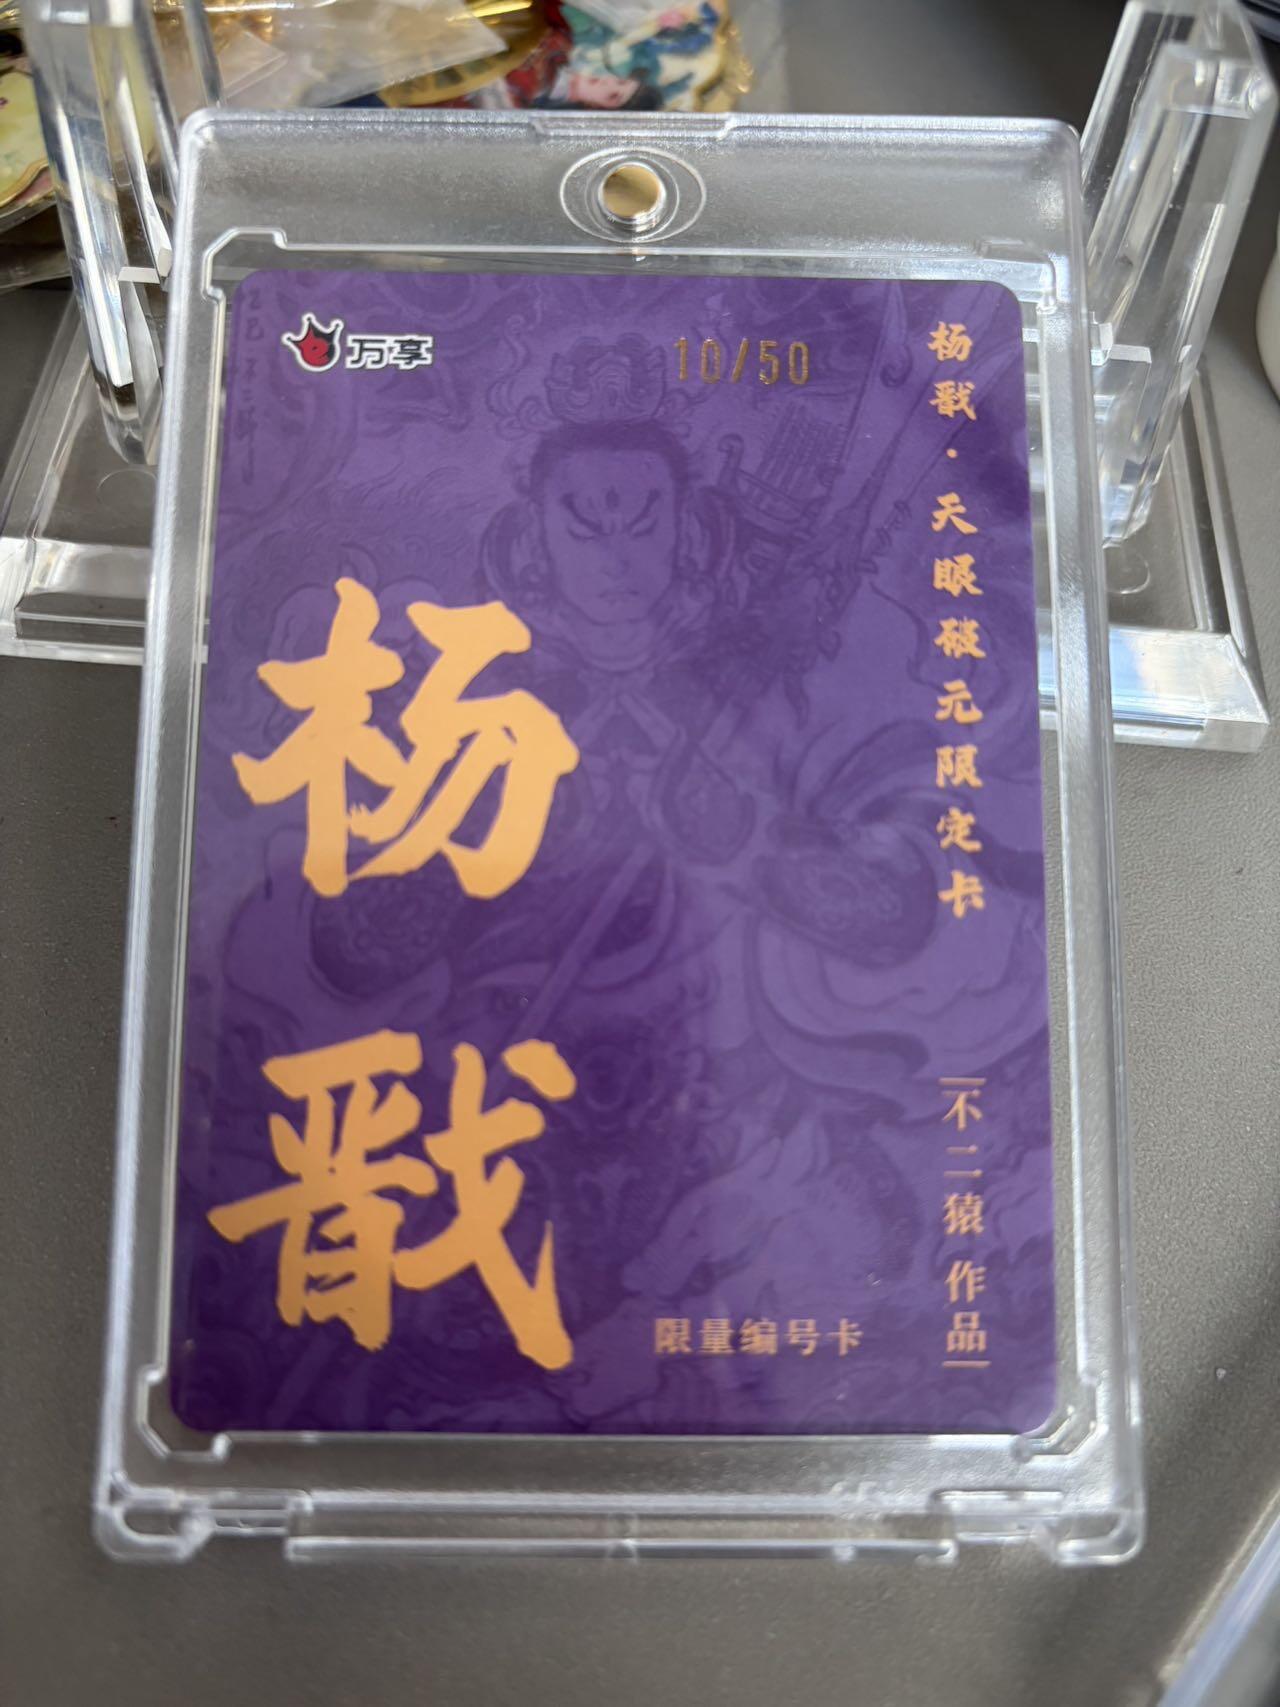 万享
10/50
杨戬·天眼破元限定卡
杨戬
不二猿 作品
限量编号卡